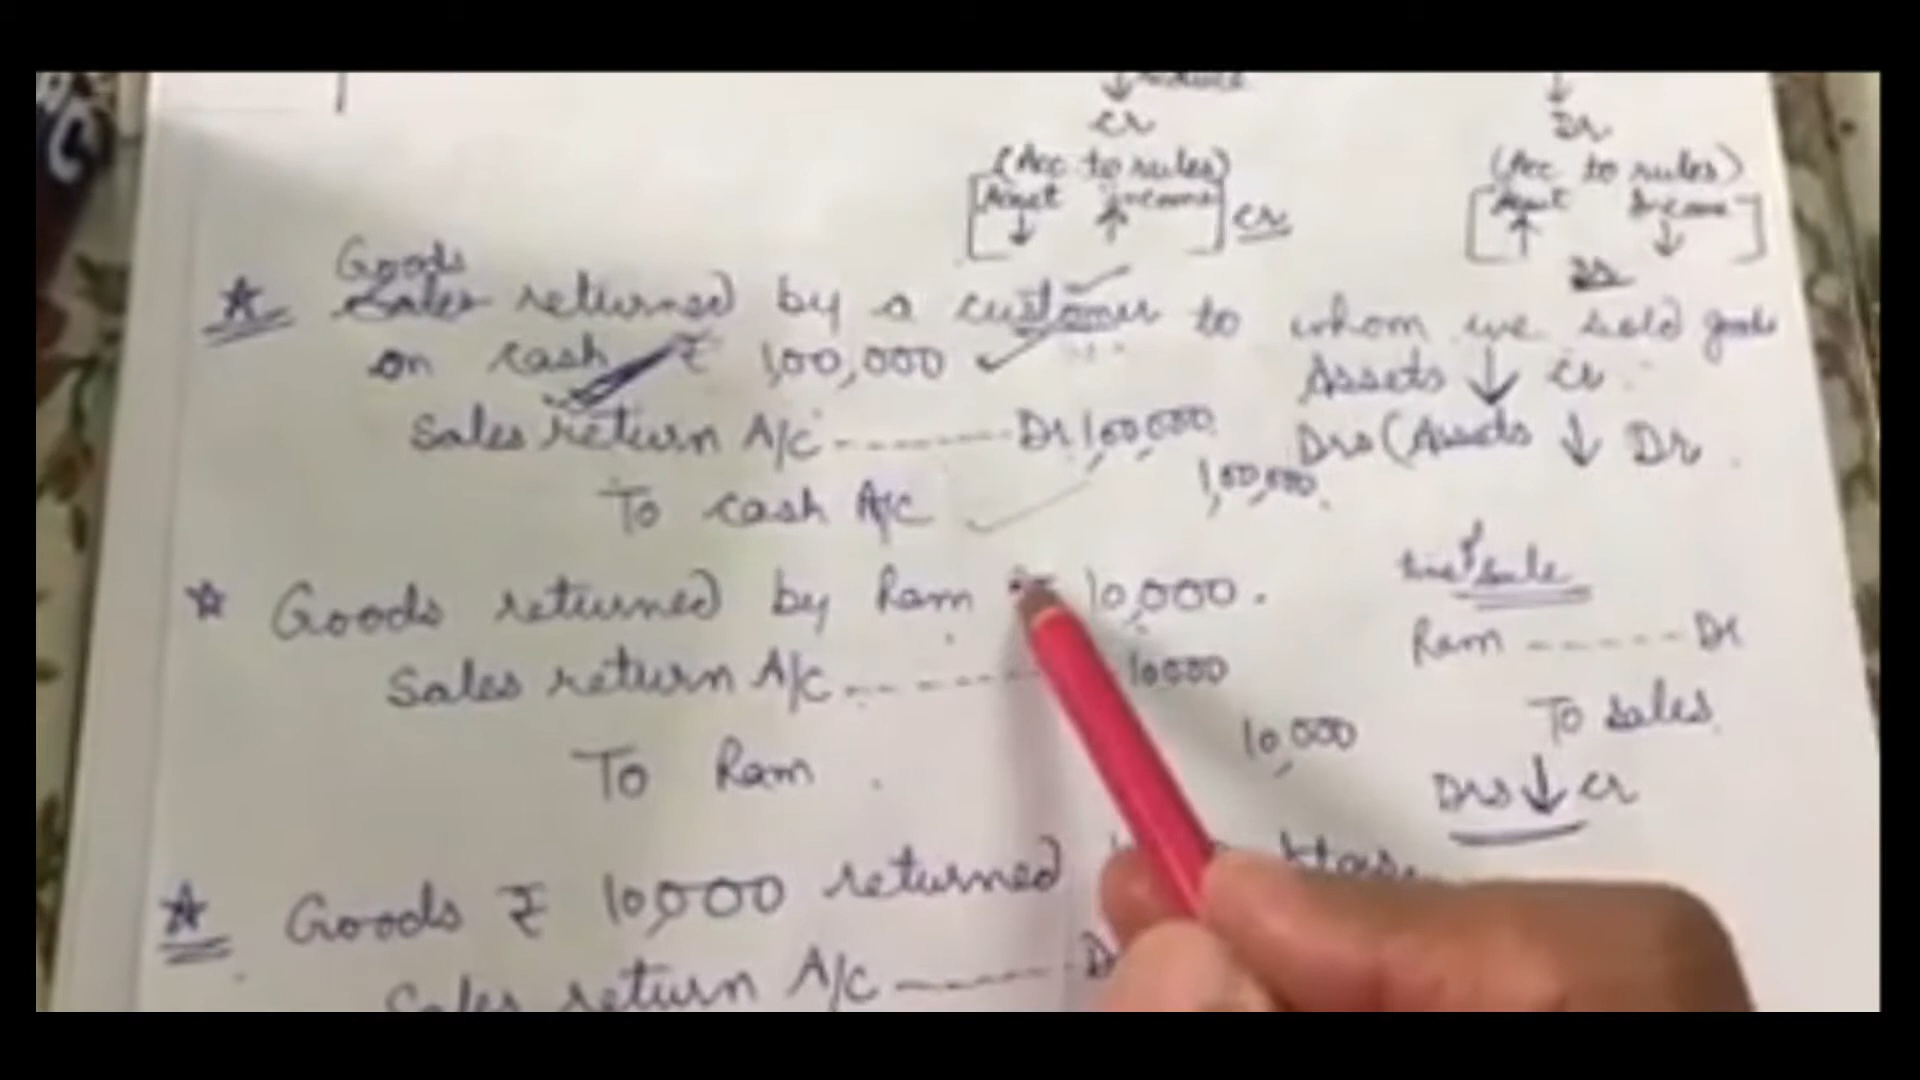 reduce
↓ ↓
Cr Dr
(Acc to rules) (Acc to rules)
[Asset ↓ Income ↑] Cr [Asset ↑ Income ↓]
Dr
Goods
☆ Sales returned by a customer to whom we sold goods
on cash ₹ 1,00,000 ✓ Assets ↓ Cr
Sales return A/c --------- Dr 1,00,000 Drs (Assets ↓ Dr
To cash A/c 1,00,000
☆ Goods returned by Ram 10,000.
Sale
Sales return A/c ------- 10000 Ram ------ Dr
To Ram 10,000 To Sales
Drs ↓ Cr
☆ Goods ₹ 10,000 returned
Sales return A/c ------ D